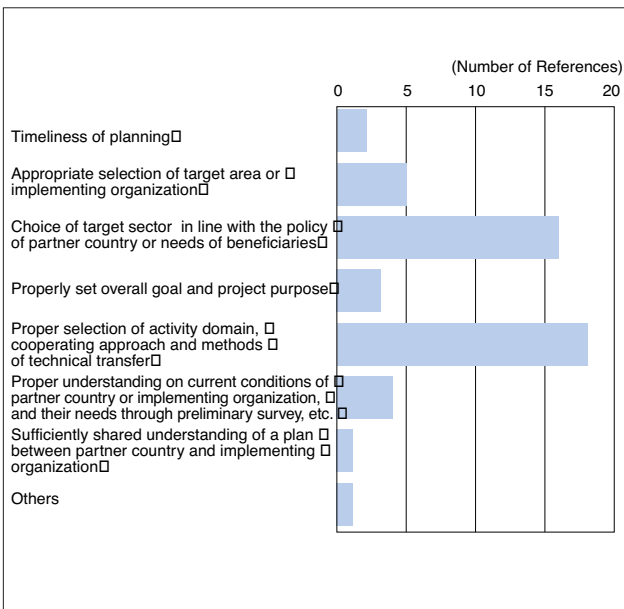 (Number of References)
0 5 10 15 20
Timeliness of planning□
Appropriate selection of target area or □
implementing organization□
Choice of target sector in line with the policy □
of partner country or needs of beneficiaries□
Properly set overall goal and project purpose□
Proper selection of activity domain, □
cooperating approach and methods □
of technical transfer□
Proper understanding on current conditions of □
partner country or implementing organization, □
and their needs through preliminary survey, etc. □
Sufficiently shared understanding of a plan □
between partner country and implementing □
organization□
Others